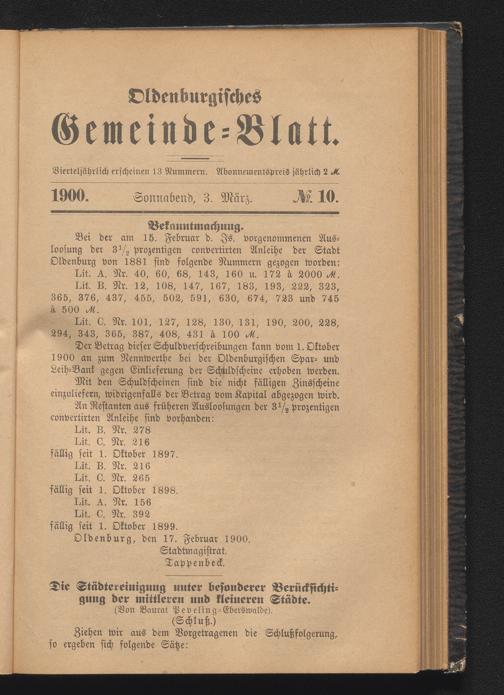 Oldenburgisches
Gemeinde=Blatt.
Vierteljährlich erscheinen 13 Nummern. Abonnementspreis jährlich 2 ℳ.
1900. Sonnabend, 3. März. № 10.
Bekanntmachung.
Bei der am 15. Februar d. Js. vorgenommenen Aus-
loosung der 3½ prozentigen convertirten Anleihe der Stadt
Oldenburg von 1881 sind folgende Nummern gezogen worden:
Lit. A. Nr. 40, 60, 68, 143, 160 u. 172 à 2000 ℳ.
Lit. B. Nr. 12, 108, 147, 167, 183, 193, 222, 323,
365, 376, 437, 455, 502, 591, 630, 674, 723 und 745
à 500 ℳ.
Lit. C. Nr. 101, 127, 128, 130, 131, 190, 200, 228,
294, 343, 365, 387, 408, 431 à 100 ℳ.
Der Betrag dieser Schuldverschreibungen kann vom 1. Oktober
1900 an zum Nennwerthe bei der Oldenburgischen Spar- und
Leih-Bank gegen Einlieferung der Schuldscheine erhoben werden.
Mit den Schuldscheinen sind die nicht fälligen Zinsscheine
einzuliefern, widrigenfalls der Betrag vom Kapital abgezogen wird.
An Restanten aus früheren Ausloosungen der 3½ prozentigen
convertirten Anleihe sind vorhanden:
Lit. B. Nr. 278
Lit. C. Nr. 216
fällig seit 1. Oktober 1897.
Lit. B. Nr. 216
Lit. C. Nr. 265
fällig seit 1. Oktober 1898.
Lit. A. Nr. 156
Lit. C. Nr. 392
fällig seit 1. Oktober 1899.
Oldenburg, den 17. Februar 1900.
Stadtmagistrat.
Tappenbeck.
Die Städtereinigung unter besonderer Berücksichti-
gung der mittleren und kleineren Städte.
(Von Baurat Peveling-Eberswalde).
(Schluß.)
Ziehen wir aus dem Vorgetragenen die Schlußfolgerung,
so ergeben sich folgende Sätze: